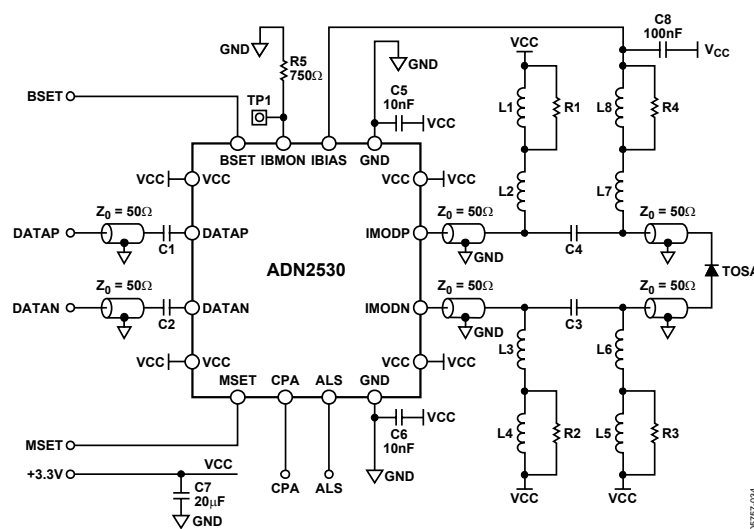 GND
R5
750Ω
TP1
BSET
C5
10nF
VCC
GND
VCC
L1
R1
L2
C8
100nF
VCC
L8
R4
L7
BSET
IBMON
IBIAS
GND
VCC
VCC
VCC
VCC
Z0 = 50Ω
DATAP
C1
DATAP
ADN2530
IMODP
Z0 = 50Ω
GND
C4
Z0 = 50Ω
TOSA
Z0 = 50Ω
DATAN
C2
DATAN
IMODN
Z0 = 50Ω
GND
C3
Z0 = 50Ω
VCC
VCC
VCC
VCC
MSET
CPA
ALS
GND
L3
L6
C6
10nF
VCC
GND
L4
R2
VCC
L5
R3
VCC
MSET
+3.3V
VCC
C7
20µF
GND
CPA
ALS